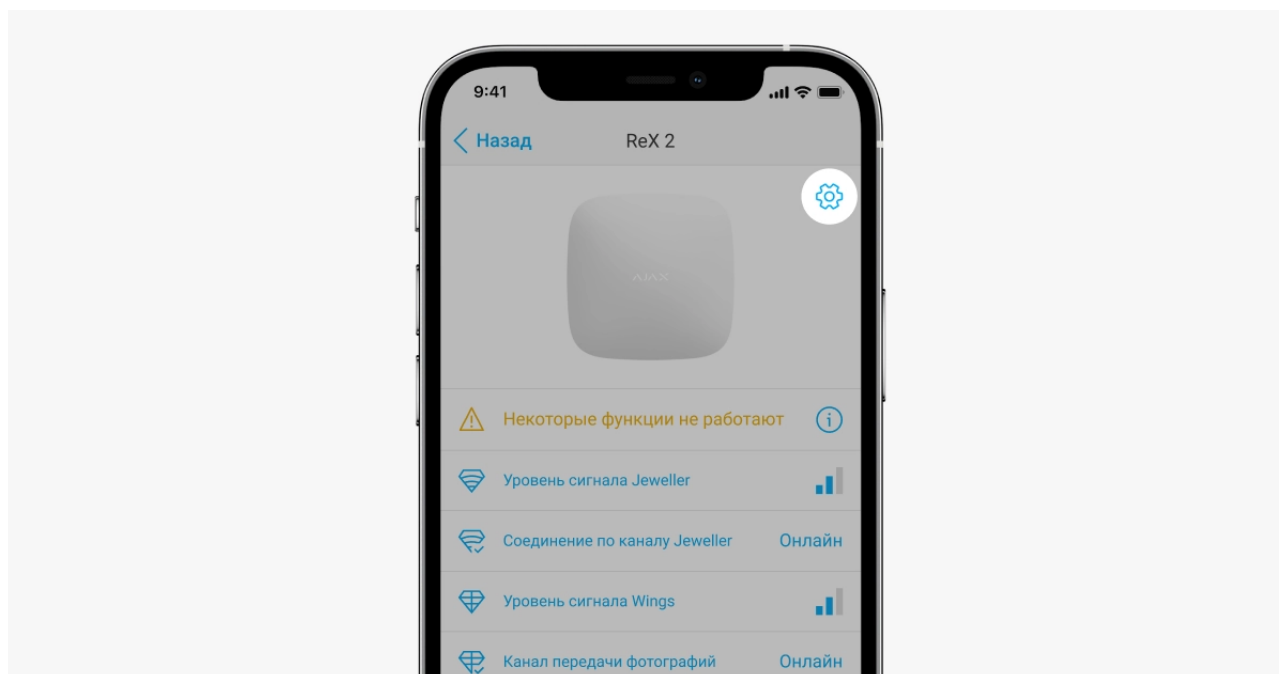 9:41
Назад
ReX 2
AJAX
Некоторые функции не работают
Уровень сигнала Jeweller
Соединение по каналу Jeweller Онлайн
Уровень сигнала Wings
Канал передачи фотографий Онлайн